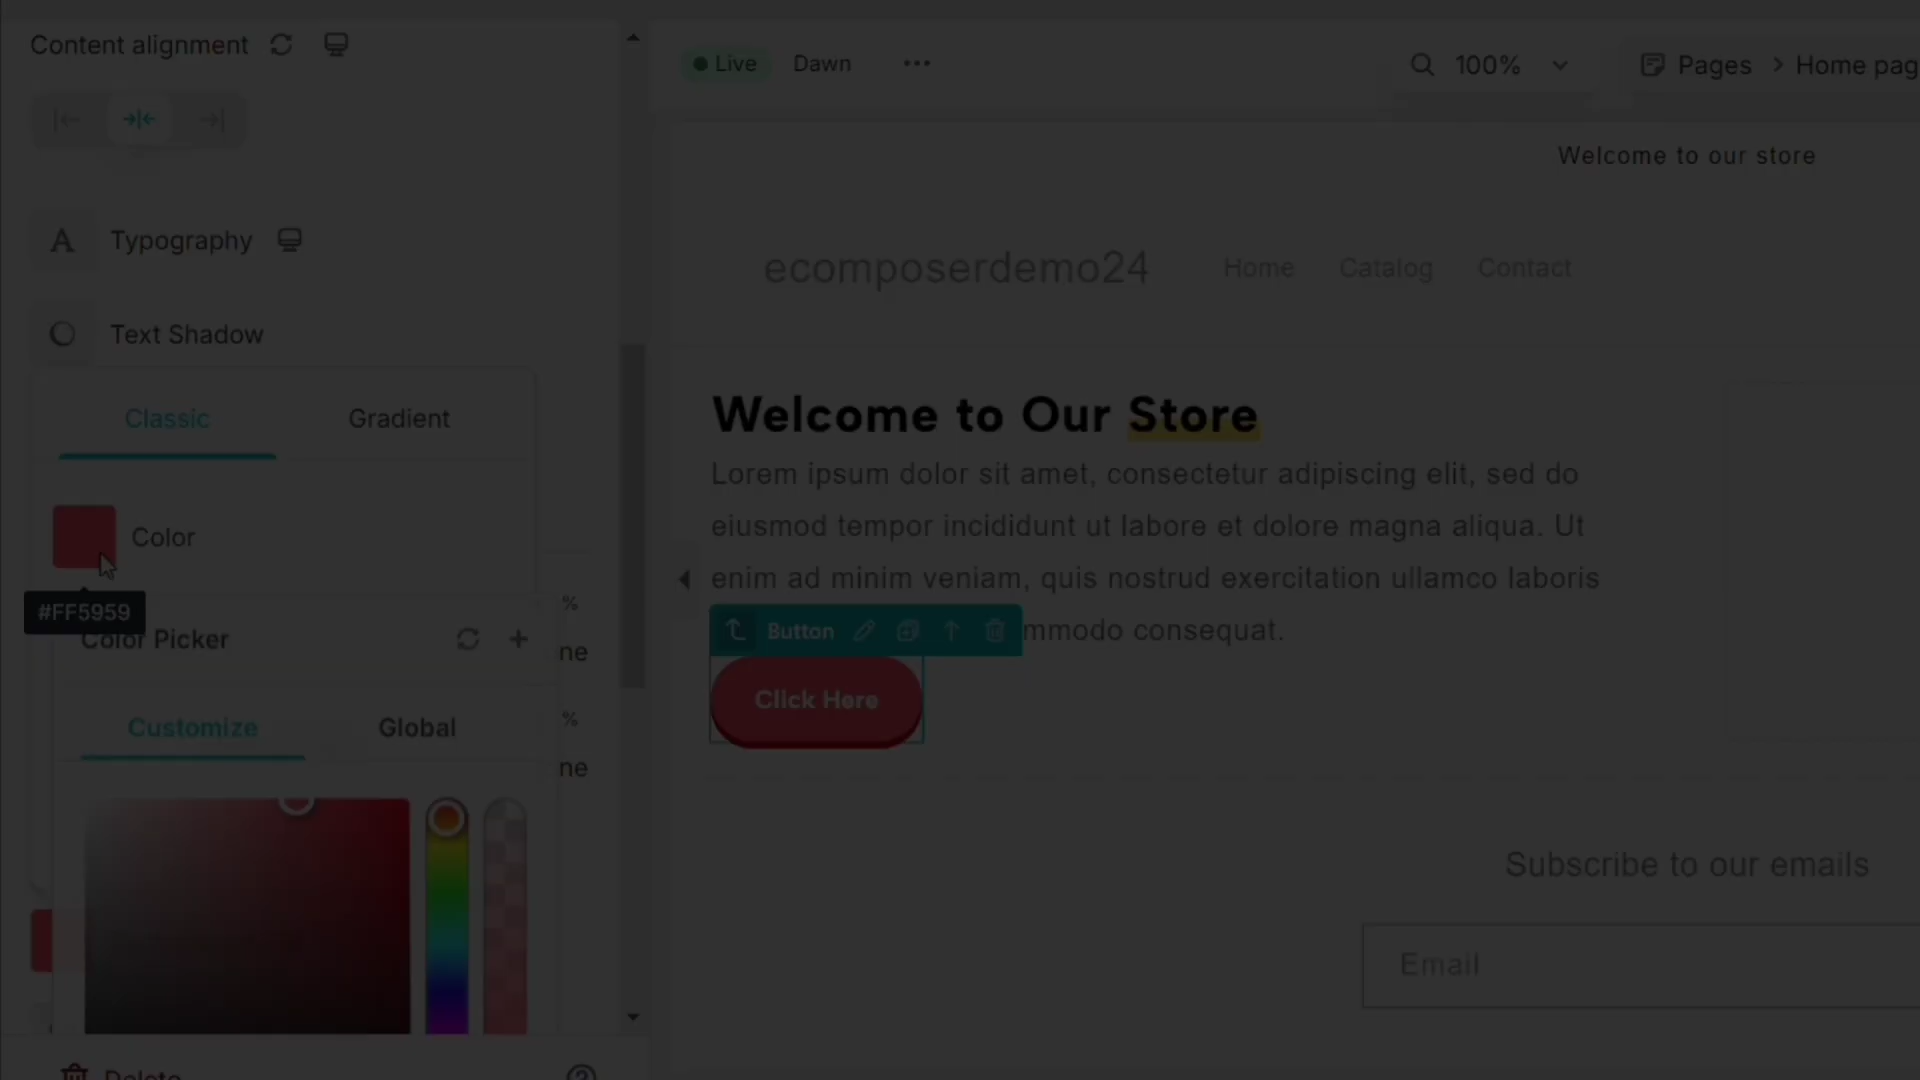 Content alignment
Typography
Text Shadow
Classic
Gradient
Color
#FF5959
Color Picker
Customize
Global
%
ne
%
ne
Delete
Live
Dawn
100%
Pages
Home pag
Welcome to our store
ecomposerdemo24
Home
Catalog
Contact
Welcome to Our Store
Lorem ipsum dolor sit amet, consectetur adipiscing elit, sed do
eiusmod tempor incididunt ut labore et dolore magna aliqua. Ut
enim ad minim veniam, quis nostrud exercitation ullamco laboris
mmodo consequat.
Button
Click Here
Subscribe to our emails
Email